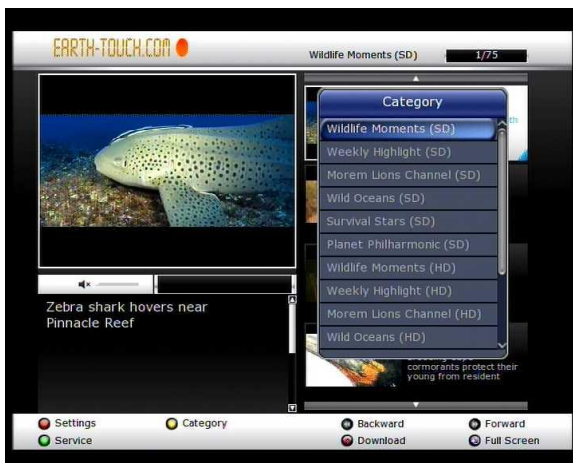 EARTH-TOUCH.COM
Wildlife Moments (SD)
1/75
Category
Wildlife Moments (SD)
Weekly Highlight (SD)
Morem Lions Channel (SD)
Wild Oceans (SD)
Survival Stars (SD)
Planet Philharmonic (SD)
Wildlife Moments (HD)
Weekly Highlight (HD)
Morem Lions Channel (HD)
Wild Oceans (HD)
Zebra shark hovers near
Pinnacle Reef
cormorants protect their
young from resident
Settings
Category
Backward
Forward
Service
Download
Full Screen